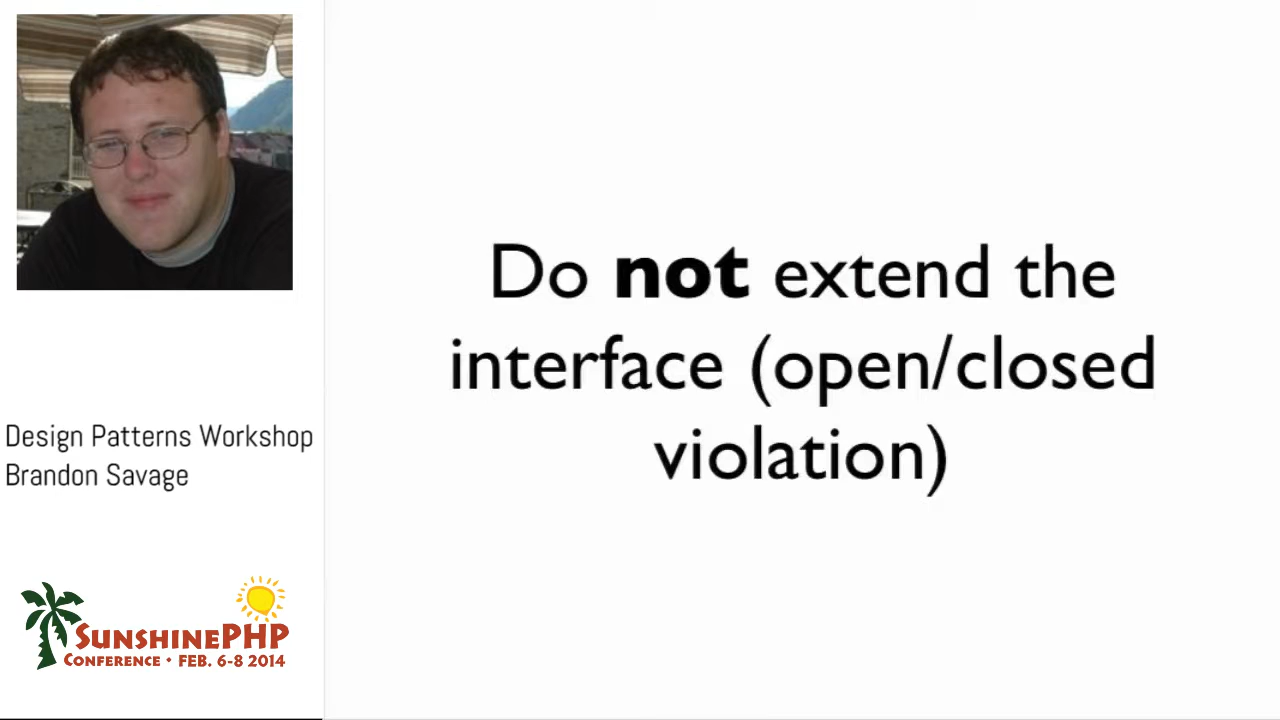 Do not extend the
interface (open/closed
violation)
Design Patterns Workshop
Brandon Savage
SUNSHINEPHP
CONFERENCE • FEB. 6-8 2014